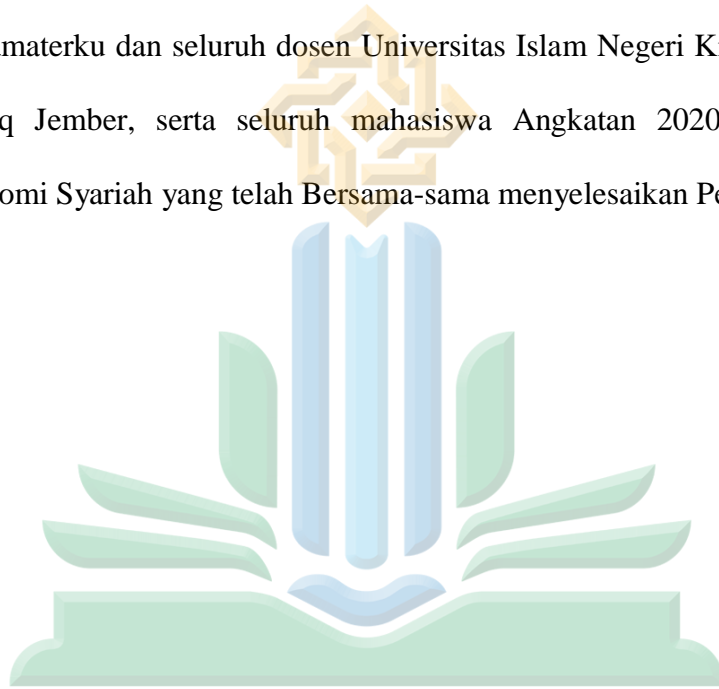 materku dan seluruh dosen Universitas Islam Negeri K
q Jember, serta seluruh mahasiswa Angkatan 2020
omi Syariah yang telah Bersama-sama menyelesaikan Pe